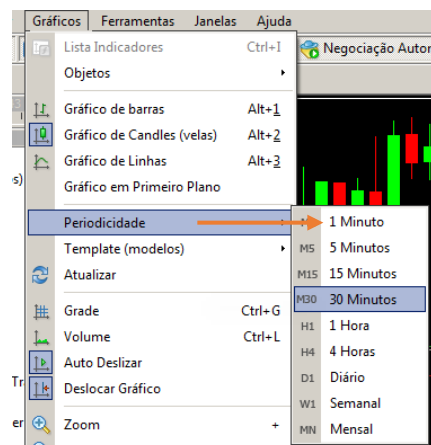 Gráficos Ferramentas Janelas Ajuda
Lista Indicadores Ctrl+I
Negociação Autor
Objetos
Gráfico de barras Alt+1
Gráfico de Candles (velas) Alt+2
Gráfico de Linhas Alt+3
s)
Gráfico em Primeiro Plano
Periodicidade
1 Minuto
Template (modelos)
M5 5 Minutos
Atualizar
M15 15 Minutos
M30 30 Minutos
Grade Ctrl+G
H1 1 Hora
Volume Ctrl+L
H4 4 Horas
Auto Deslizar
D1 Diário
Tr
Deslocar Gráfico
W1 Semanal
er
Zoom +
MN Mensal